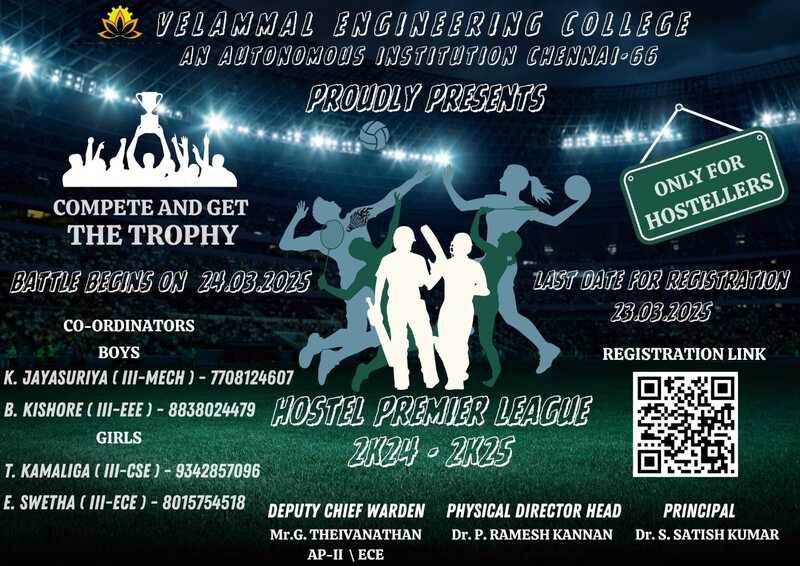 VELAMMAL ENGINEERING COLLEGE
AN AUTONOMOUS INSTITUTION CHENNAI-66
PROUDLY PRESENTS
COMPETE AND GET
THE TROPHY
ONLY FOR
HOSTELLERS
BATTLE BEGINS ON 24.03.2025
LAST DATE FOR REGISTRATION
23.03.2025
CO-ORDINATORS
BOYS
K. JAYASURIYA ( III-MECH ) - 7708124607
B. KISHORE ( III-EEE ) - 8838024479
GIRLS
T. KAMALIGA ( III-CSE ) - 9342857096
E. SWETHA ( III-ECE ) - 8015754518
REGISTRATION LINK
HOSTEL PREMIER LEAGUE
2K24 - 2K25
DEPUTY CHIEF WARDEN
Mr.G. THEIVANATHAN
AP-II \ ECE
PHYSICAL DIRECTOR HEAD
Dr. P. RAMESH KANNAN
PRINCIPAL
Dr. S. SATISH KUMAR